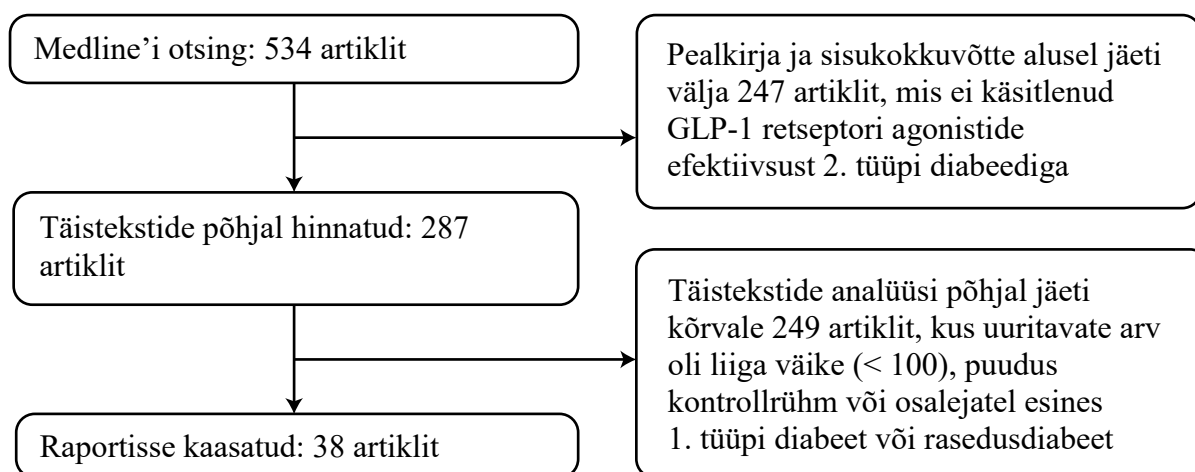 Medline’i otsing: 534 artiklit
Pealkirja ja sisukokkuvõtte alusel jäeti
välja 247 artiklit, mis ei käsitlenud
GLP-1 retseptori agonistide
efektiivsust 2. tüüpi diabeediga
Täistekstide põhjal hinnatud: 287
artiklit
Täistekstide analüüsi põhjal jäeti
kõrvale 249 artiklit, kus uuritavate arv
oli liiga väike (< 100), puudus
kontrollrühm või osalejatel esines
1. tüüpi diabeet või rasedusdiabeet
Raportisse kaasatud: 38 artiklit